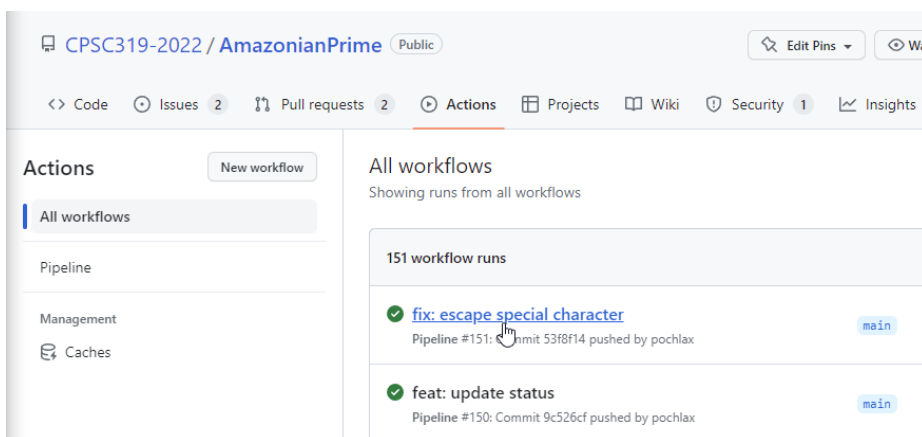 CPSC319-2022 / AmazonianPrime Public
Edit Pins
<> Code Issues 2 Pull requests 2 Actions Projects Wiki Security 1 Insights
Actions New workflow
All workflows
Pipeline
Management
Caches
All workflows
Showing runs from all workflows
151 workflow runs
fix: escape special character
main
Pipeline #151: 53f8f14 pushed by pochlax
feat: update status
main
Pipeline #150: Commit 9c526cf pushed by pochlax